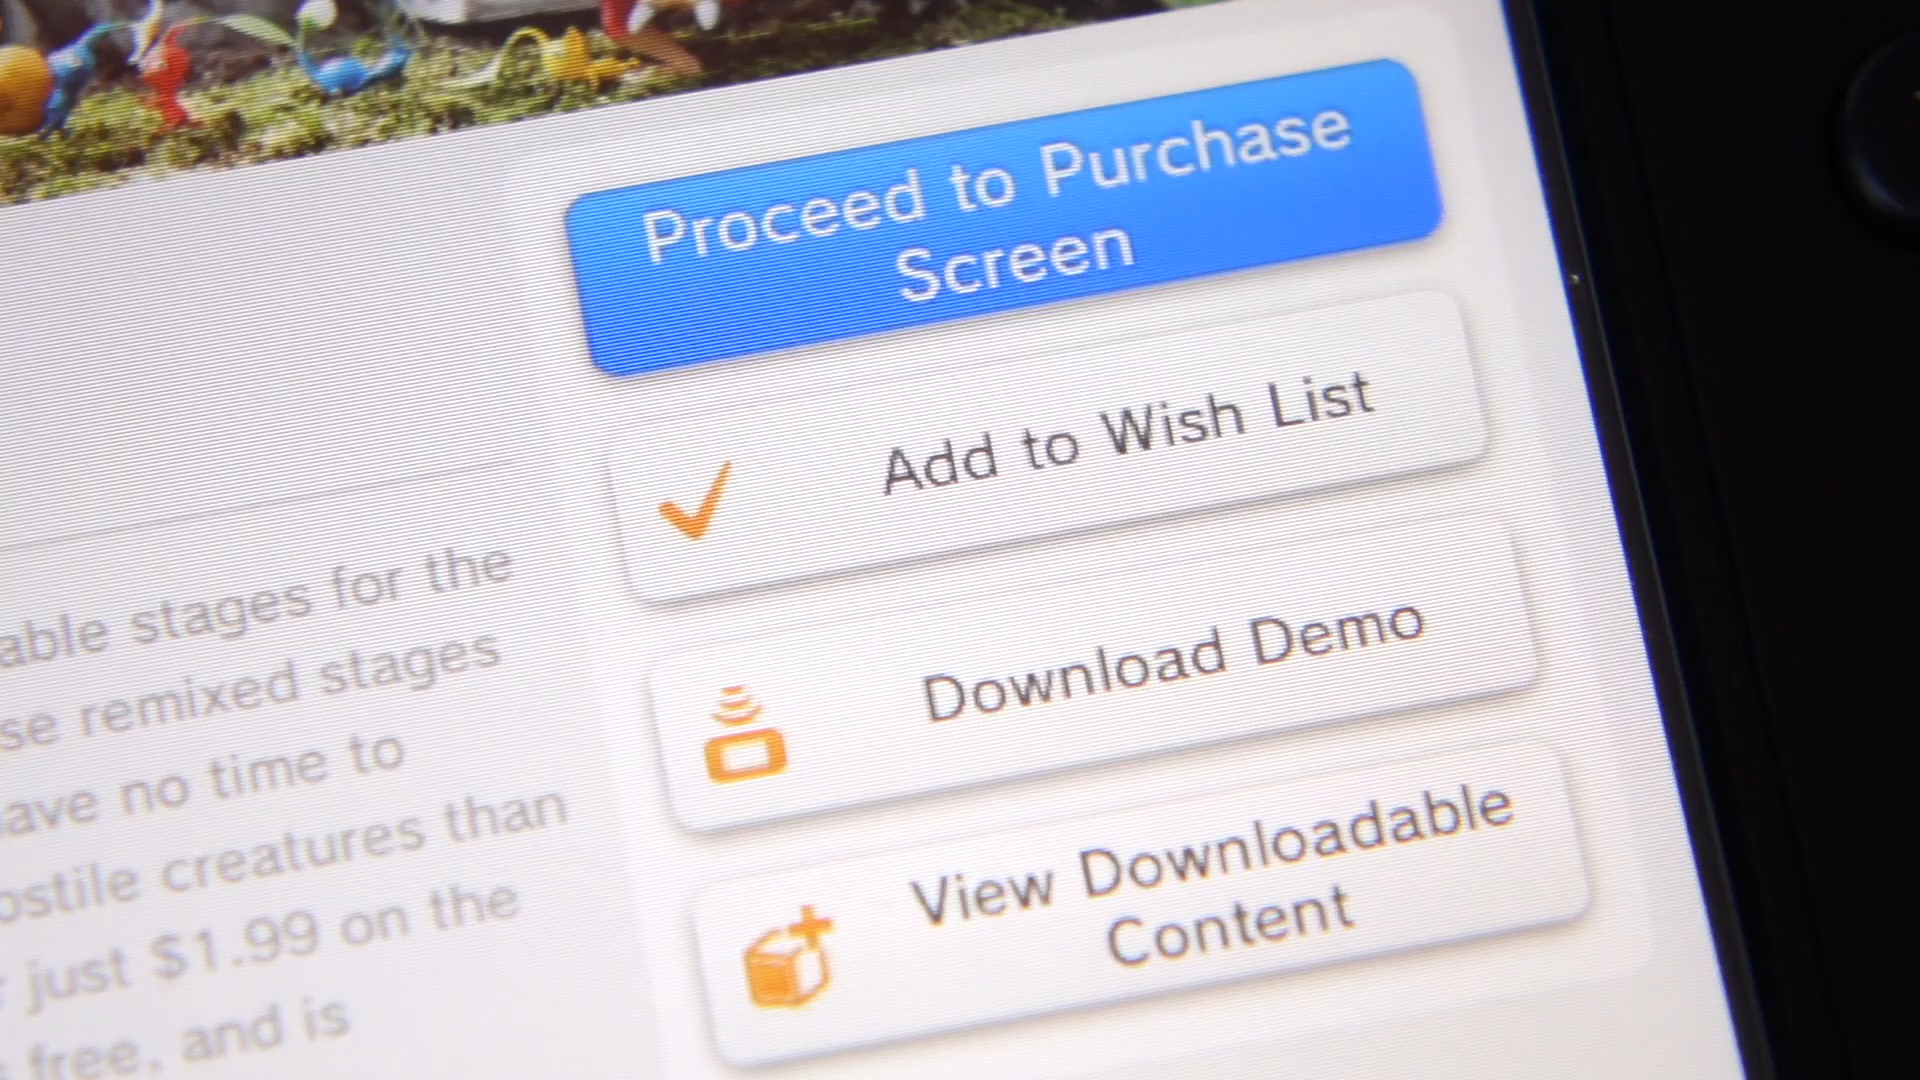 Proceed to Purchase
Screen
Add to Wish List
Download Demo
View Downloadable
Content
able stages for the
se remixed stages
ave no time to
ostile creatures than
just $1.99 on the
free, and is